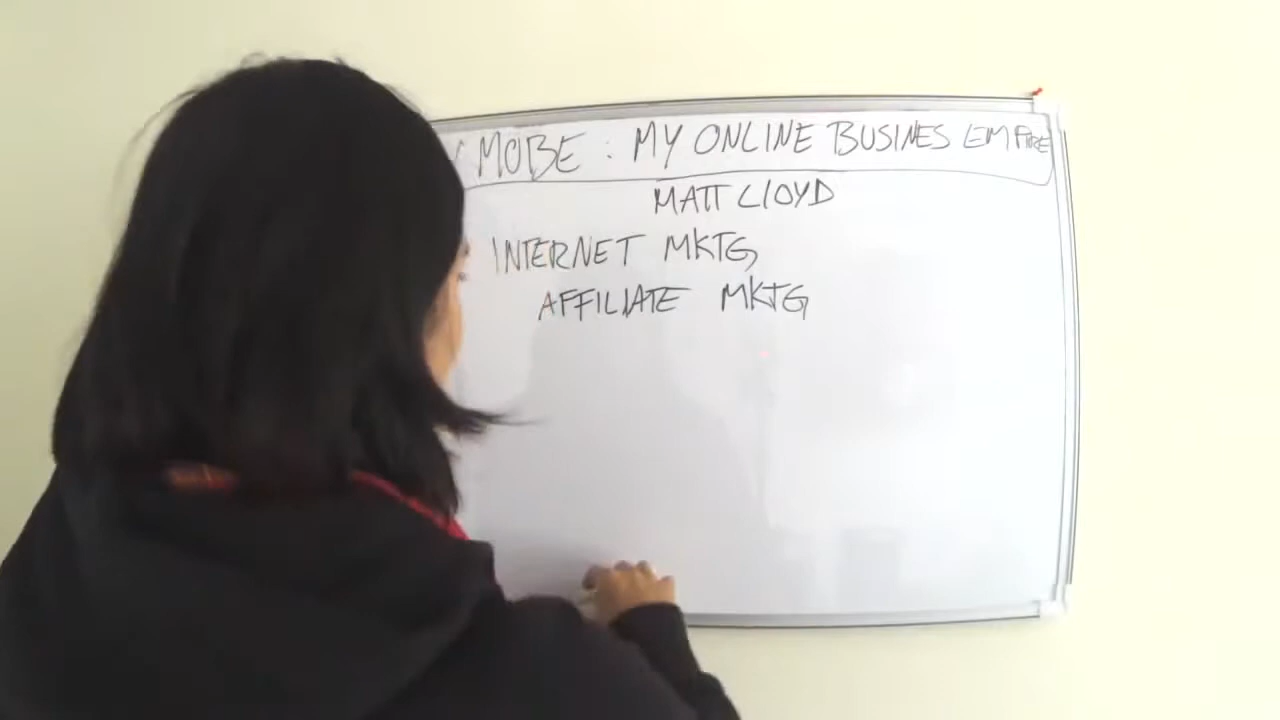 MOBE : MY ONLINE BUSINES EMPIRE
MATT LLOYD
INTERNET MKTG
AFFILIATE MKTG